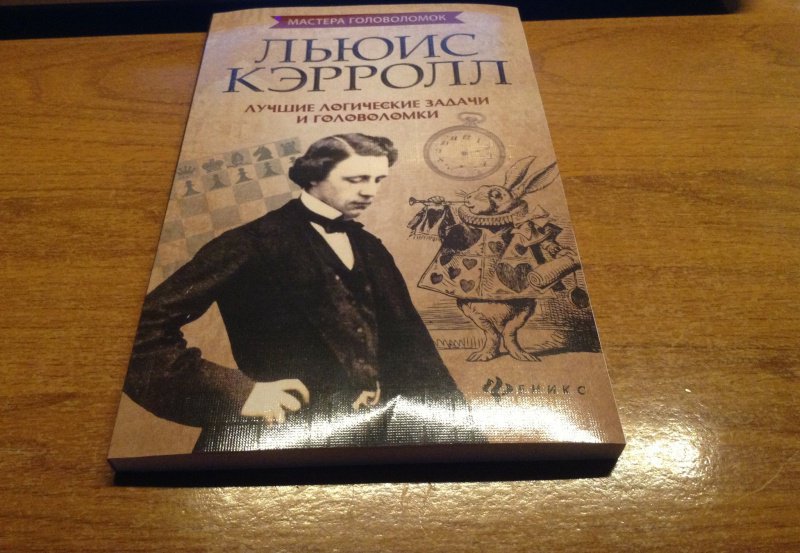 МАСТЕРА ГОЛОВОЛОМОК
ЛЬЮИС
КЭРРОЛЛ
ЛУЧШИЕ ЛОГИЧЕСКИЕ ЗАДАЧИ
И ГОЛОВОЛОМКИ
ФЕНИКС